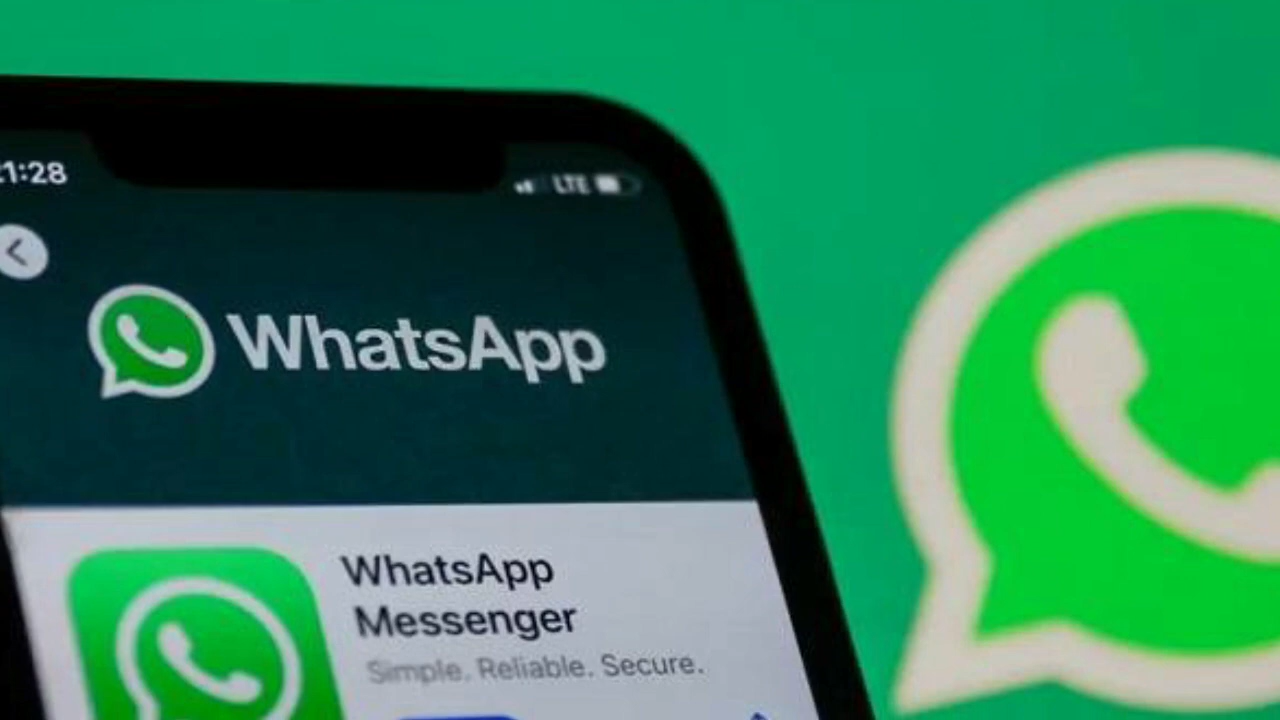 1:28
LTE
WhatsApp
WhatsApp
Messenger
Simple. Reliable. Secure.